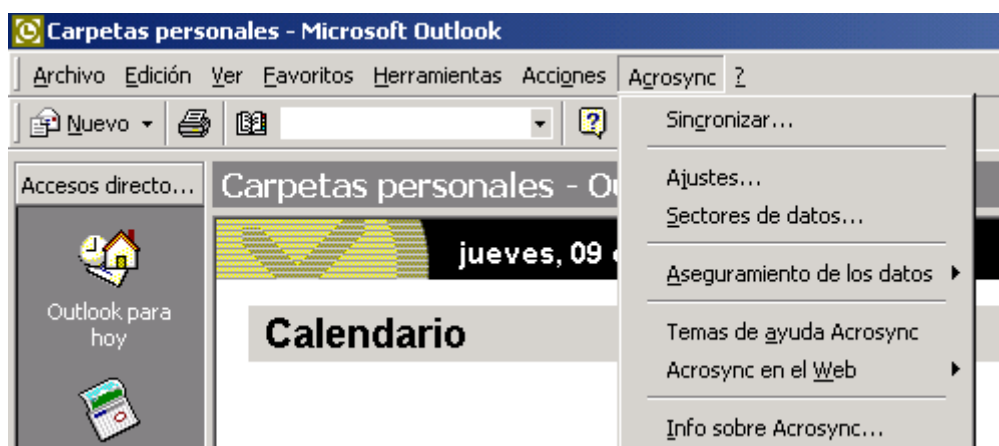 Carpetas personales - Microsoft Outlook
Archivo Edición Ver Favoritos Herramientas Acciones Acrosync ?
Nuevo
Sincronizar...
Accesos directo...
Carpetas personales - Ou
Ajustes...
Sectores de datos...
jueves, 09
Aseguramiento de los datos
Outlook para
hoy
Calendario
Temas de ayuda Acrosync
Acrosync en el Web
Info sobre Acrosync...